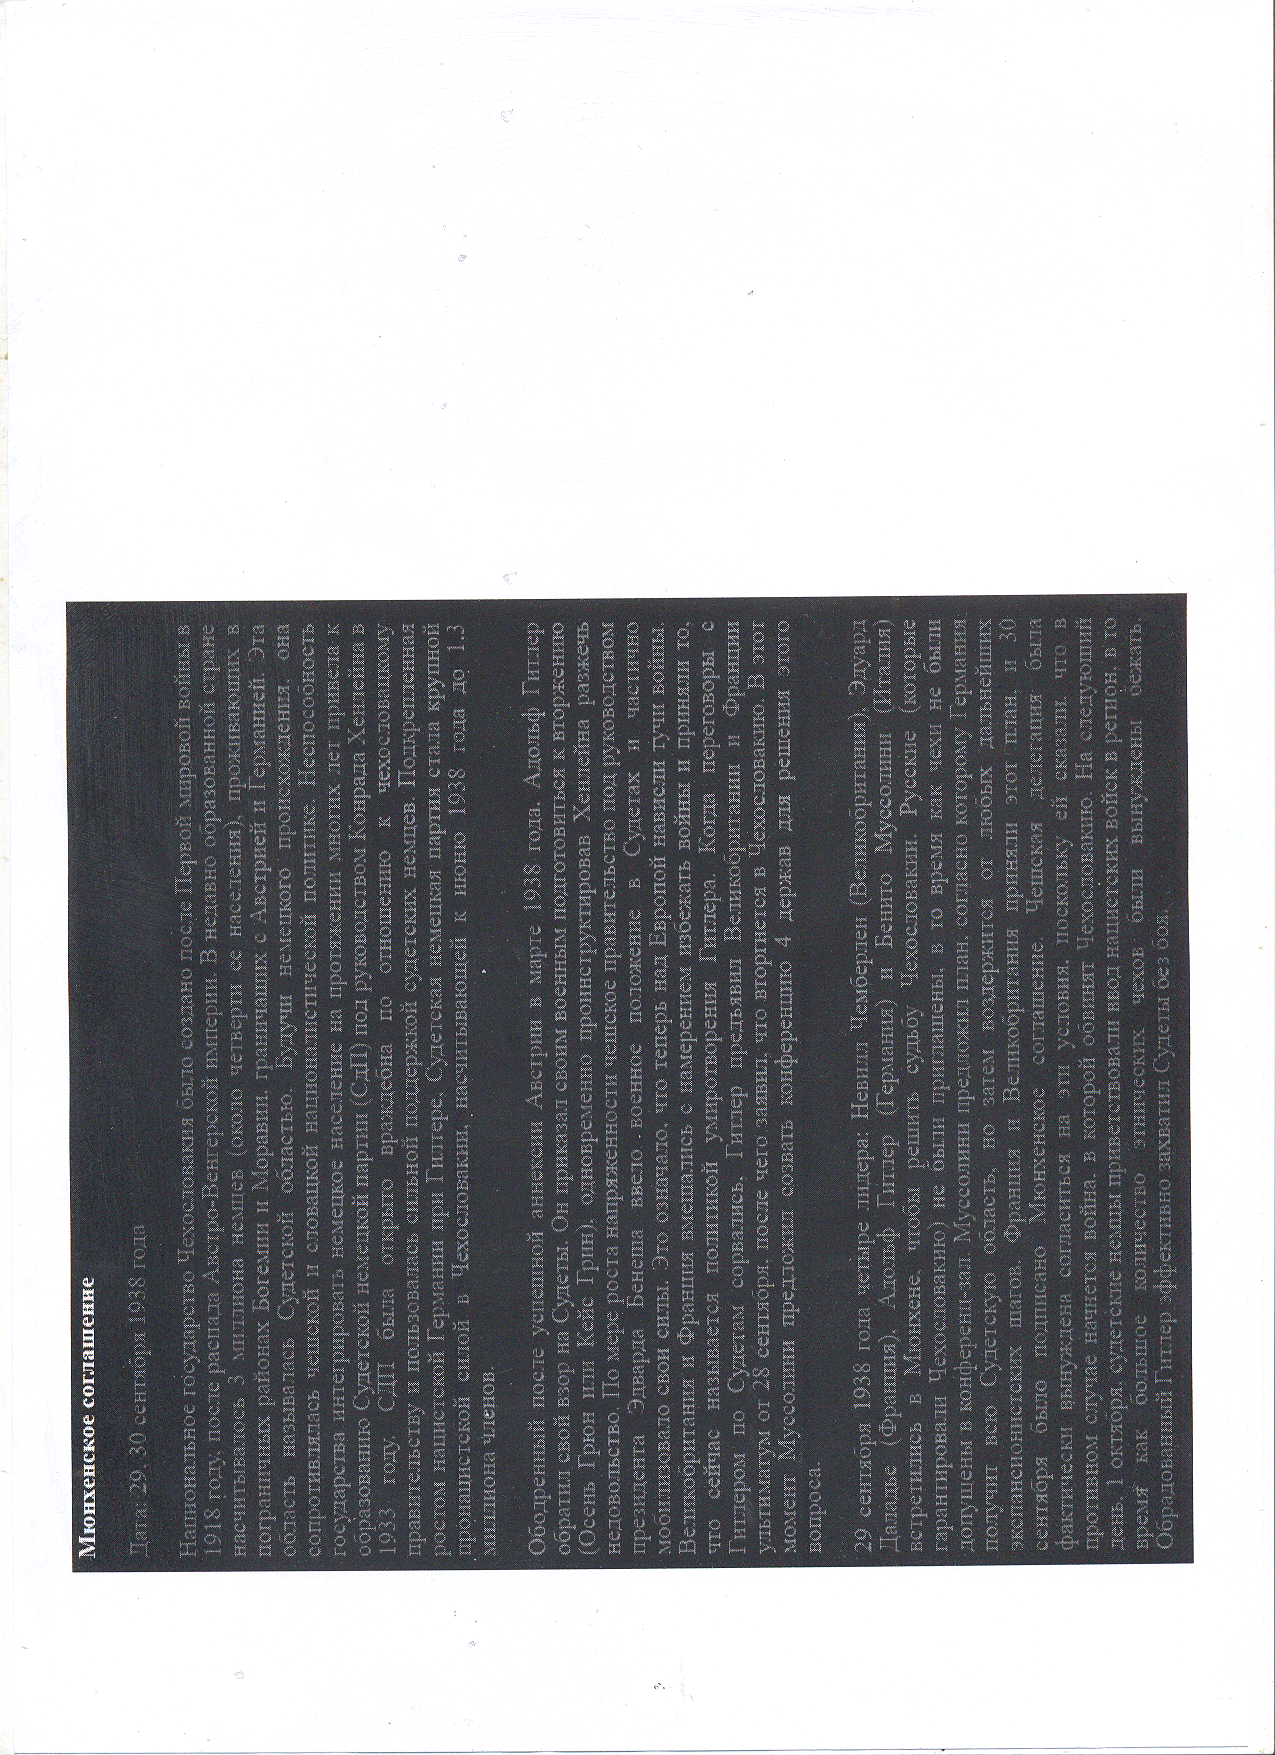 Мюнхенское соглашение
Дата: 29.30 сентября 1938 года
Национальное государство Чехословакия было создано после Первой мировой войны в
1918 году, после распада Австро-Венгерской империи. В недавно образованной стране
насчитывалось 3 миллиона немцев (около четверти ее населения), проживающих в
пограничных районах Богемии и Моравии, граничащих с Австрией и Германией. Эта
область называлась Судетской областью. Будучи немецкого происхождения, она
сопротивлялась чешской и словацкой националистической политике. Неспособность
государства интегрировать немецкое население на протяжении многих лет привела к
образованию Судетской немецкой партии (СдП) под руководством Конрада Хенлейна в
1933 году. СДП была открыто враждебна по отношению к чехословацкому
правительству и пользовалась сильной поддержкой судетских немцев. Подкрепленная
ростом нацистской Германии при Гитлере, Судетская немецкая партия стала крупной
пронацистской силой в Чехословакии, насчитывающей к июню 1938 года до 1.3
миллиона членов.
Ободренный после успешной аннексии Австрии в марте 1938 года. Адольф Гитлер
обратил свой взор на Судеты. Он приказал своим военным подготовиться к вторжению
(Осень Грюн или Кейс Грин), одновременно проинструктировав Хенлейна разжечь
недовольство. По мере роста напряженности чешское правительство под руководством
президента Эдварда Бенеша ввело военное положение в Судетах и частично
мобилизовало свои силы. Это означало, что теперь над Европой нависли тучи войны.
Великобритания и Франция вмешались с намерением избежать войны и приняли то,
что сейчас называется политикой умиротворения Гитлера. Когда переговоры с
Гитлером по Судетам сорвались, Гитлер предъявил Великобритании и Франции
ультиматум от 28 сентября, после чего заявил, что вторгнется в Чехословакию. В этот
момент Муссолини предложил созвать конференцию 4 держав для решения этого
вопроса.
29 сентября 1938 года четыре лидера: Невилл Чемберлен (Великобритания), Эдуард
Даладье (Франция), Адольф Гитлер (Германия) и Бенито Муссолини (Италия)
встретились в Мюнхене, чтобы решить судьбу Чехословакии. Русские (которые
гарантировали Чехословакию) не были приглашены, в то время как чехи не были
допущены в конференц-зал Муссолини предложил план, согласно которому Германия
получит всю Судетскую область, но затем воздержится от любых дальнейших
экспансионистских шагов. Франция и Великобритания приняли этот план, и 30
сентября было подписано Мюнхенское соглашение. Чешская делегация была
фактически вынуждена согласиться на эти условия, поскольку ей сказали, что в
противном случае начнется война, в которой обвинят Чехословакию. На следующий
день, 1 октября, судетские немцы приветствовали ввод нацистских войск в регион, в то
время как большое количество этнических чехов были вынуждены бежать.
Обрадованный Гитлер эффективно захватил Судеты без боя.